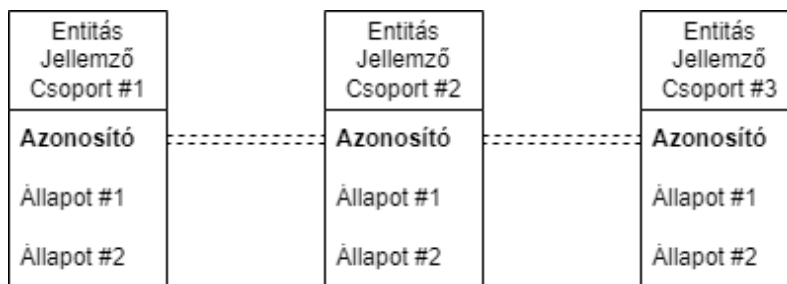 Entitás
Jellemző
Csoport #1
Azonosító
Állapot #1
Állapot #2
Entitás
Jellemző
Csoport #2
Azonosító
Állapot #1
Állapot #2
Entitás
Jellemző
Csoport #3
Azonosító
Állapot #1
Állapot #2